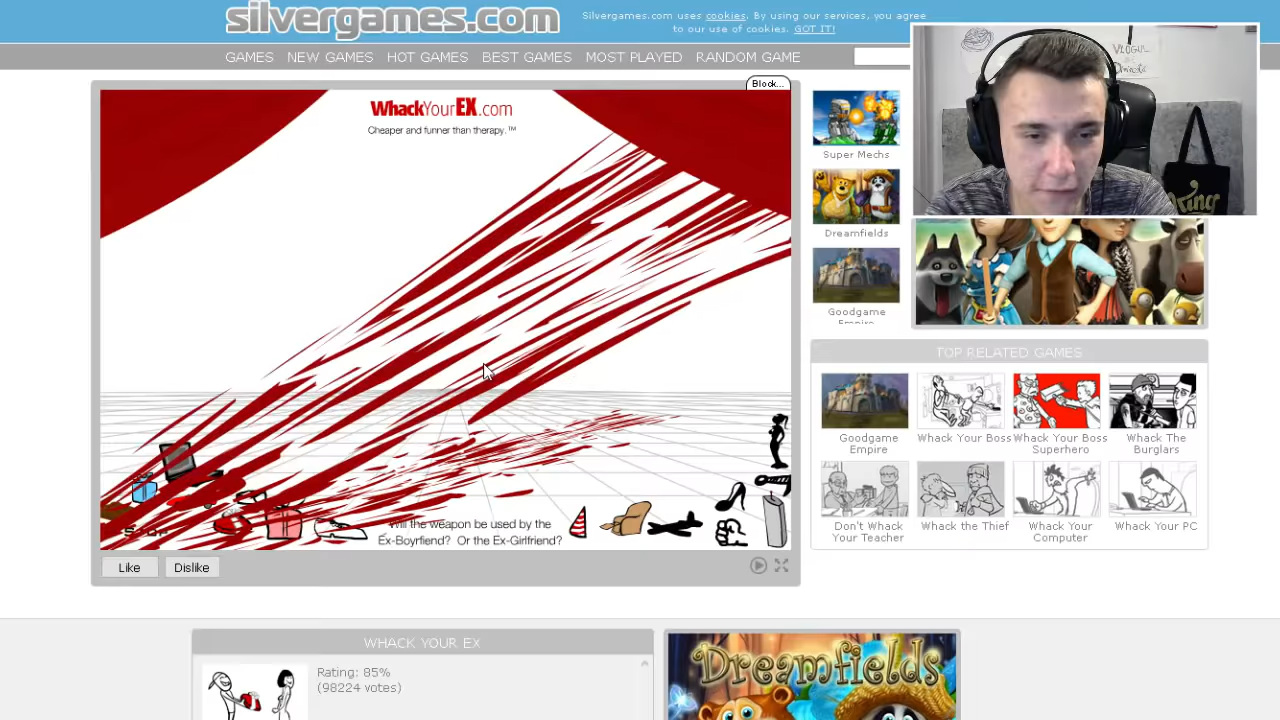 silvergames.com
Silvergames.com uses cookies. By using our services, you agree
to our use of cookies. GOT IT!
GAMES NEW GAMES HOT GAMES BEST GAMES MOST PLAYED RANDOM GAME
Block...
WhackYourEX.com
Cheaper and funner than therapy.™
Super Mechs
Dreamfields
Goodgame
Empire
TOP RELATED GAMES
Goodgame
Empire
Whack Your Boss
Whack Your Boss
Superhero
Whack The
Burglars
Don't Whack
Your Teacher
Whack the Thief
Whack Your
Computer
Whack Your PC
Will the weapon be used by the
Ex-Boyrfiend? Or the Ex-Girlfriend?
Like Dislike
WHACK YOUR EX
Rating: 85%
(98224 votes)
Dreamfields